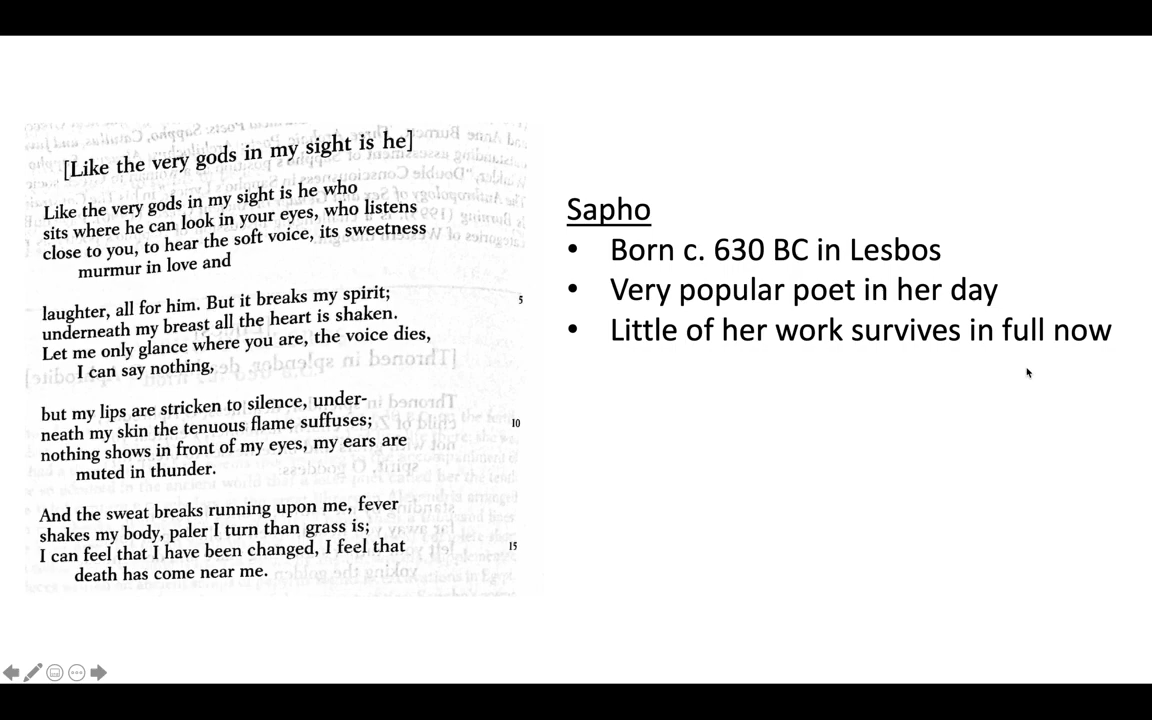 [Like the very gods in my sight is he]
Like the very gods in my sight is he who
sits where he can look in your eyes, who listens
close to you, to hear the soft voice, its sweetness
murmur in love and
laughter, all for him. But it breaks my spirit; 5
underneath my breast all the heart is shaken.
Let me only glance where you are, the voice dies,
I can say nothing,
but my lips are stricken to silence, under-
neath my skin the tenuous flame suffuses; 10
nothing shows in front of my eyes, my ears are
muted in thunder.
And the sweat breaks running upon me, fever
shakes my body, paler I turn than grass is;
I can feel that I have been changed, I feel that 15
death has come near me.
Sapho
• Born c. 630 BC in Lesbos
• Very popular poet in her day
• Little of her work survives in full now